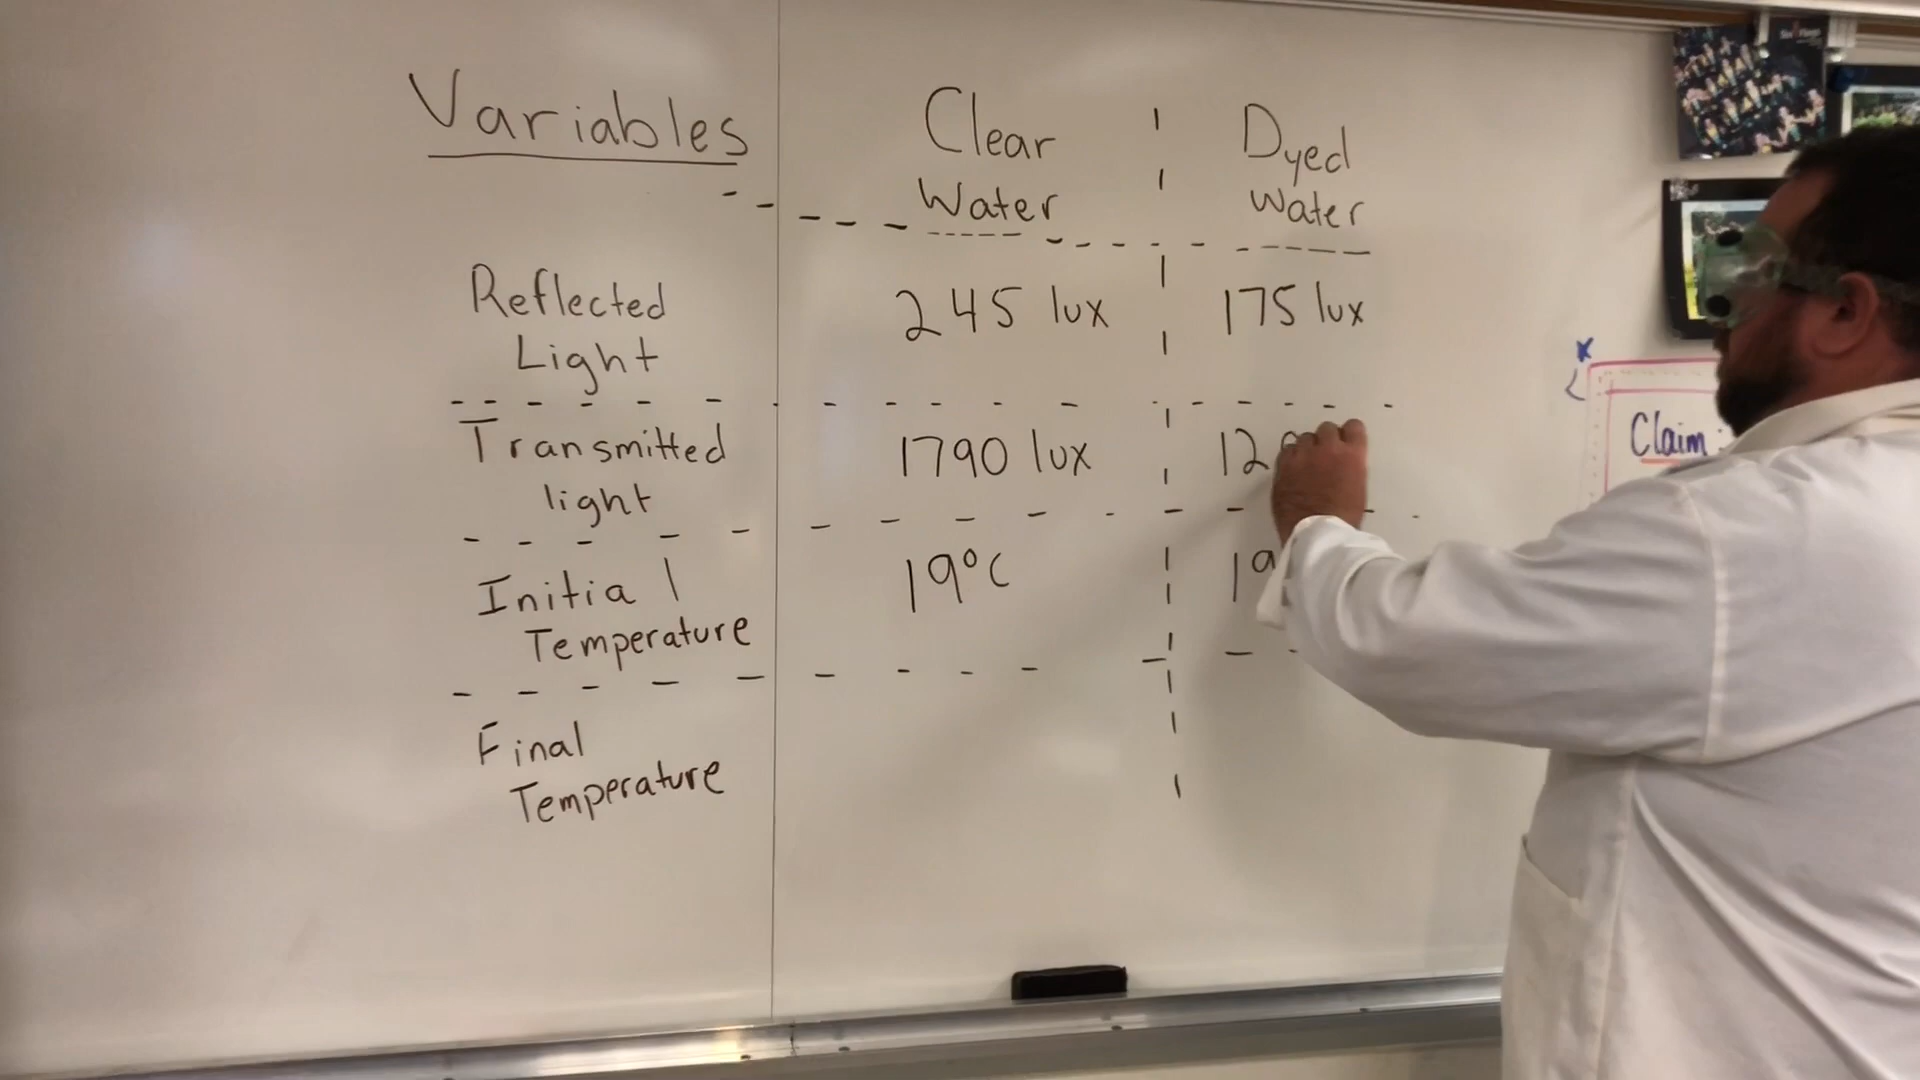 Variables
Clear
Water
Dyed
Water
Reflected
Light
245 lux
175 lux
Transmitted
light
1790 lux
Initial
Temperature
19°C
Final
Temperature
Claim: